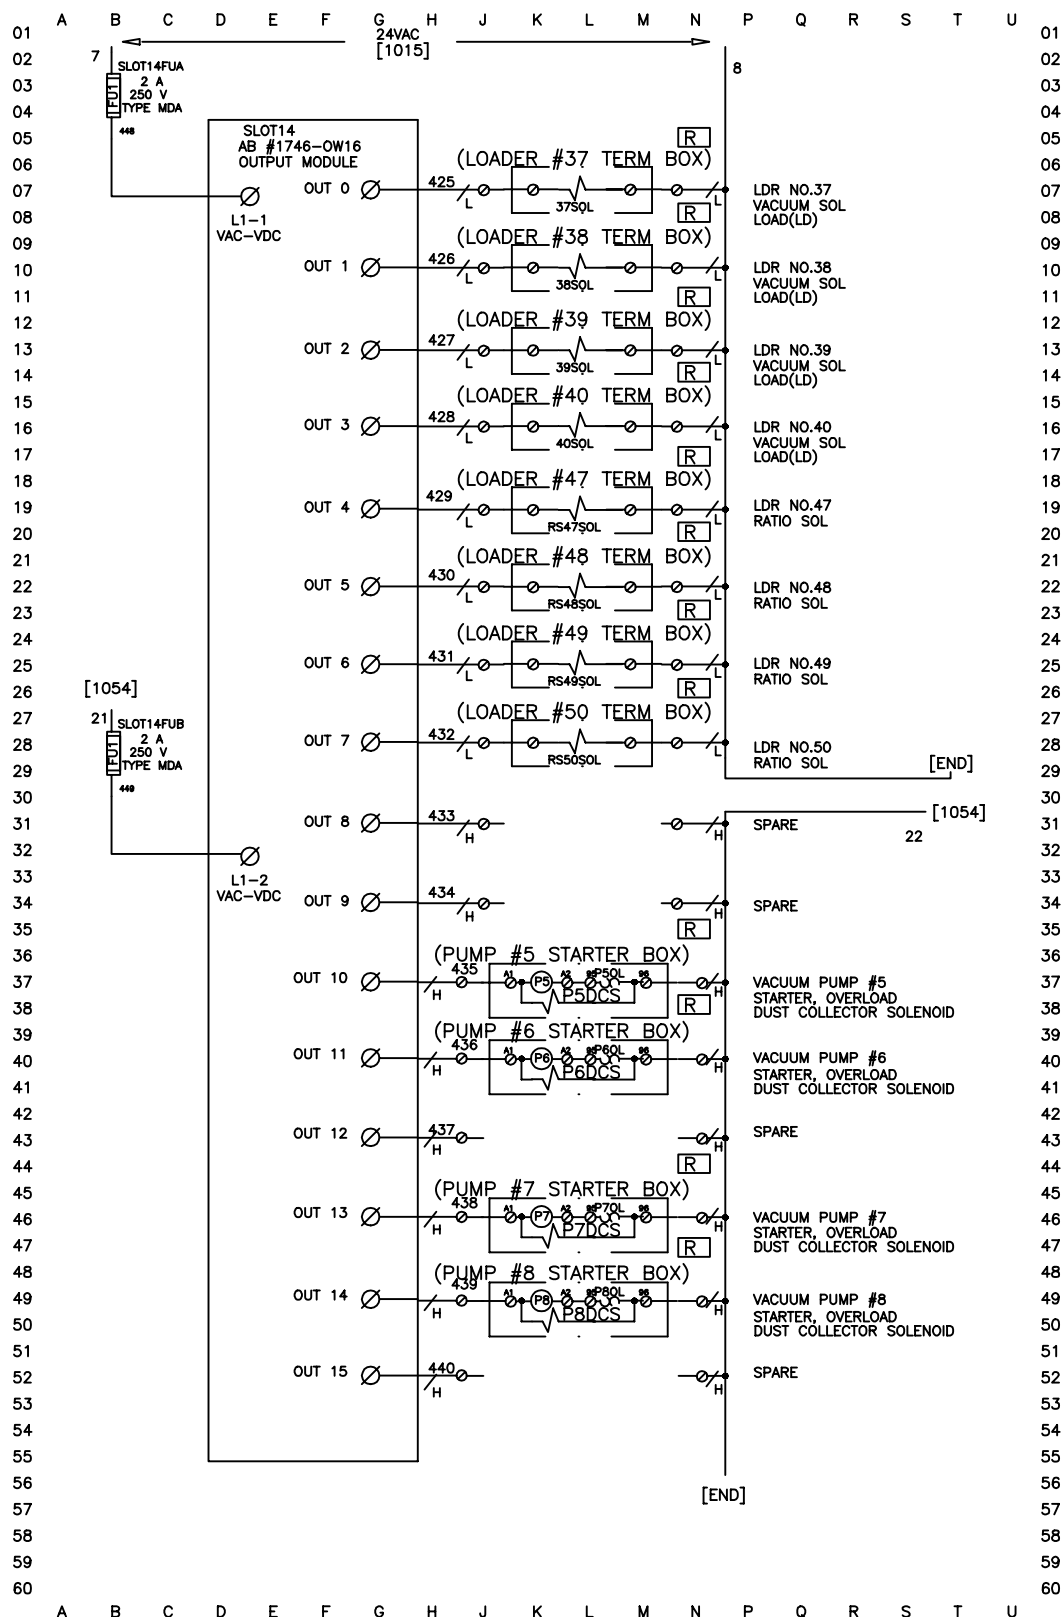 A B C D E F G H J K L M N P Q R S T U
01 24VAC 01
[1015]
02 7 8 02
SLOT14FUA
03 FU1 2 A 03
250 V
04 TYPE MDA 04
448
05 SLOT14 R 05
AB #1746-OW16
06 OUTPUT MODULE (LOADER #37 TERM BOX) 06
07 OUT 0 425 L 37SOL L LDR NO.37 07
VACUUM SOL
08 L1-1 R LOAD(LD) 08
09 VAC-VDC (LOADER #38 TERM BOX) 09
10 OUT 1 426 L 38SOL L LDR NO.38 10
VACUUM SOL
11 R LOAD(LD) 11
12 (LOADER #39 TERM BOX) 12
13 OUT 2 427 L 39SOL L LDR NO.39 13
VACUUM SOL
14 R LOAD(LD) 14
15 (LOADER #40 TERM BOX) 15
16 OUT 3 428 L 40SOL L LDR NO.40 16
VACUUM SOL
17 R LOAD(LD) 17
18 (LOADER #47 TERM BOX) 18
19 OUT 4 429 L RS47SOL L LDR NO.47 19
RATIO SOL
20 R 20
21 (LOADER #48 TERM BOX) 21
22 OUT 5 430 L RS48SOL L LDR NO.48 22
RATIO SOL
23 R 23
24 (LOADER #49 TERM BOX) 24
25 OUT 6 431 L RS49SOL L LDR NO.49 25
RATIO SOL
26 [1054] R 26
27 21 SLOT14FUB (LOADER #50 TERM BOX) 27
28 FU1 2 A OUT 7 432 L RS50SOL L LDR NO.50 28
250 V RATIO SOL [END]
29 TYPE MDA 29
449
30 30
31 OUT 8 433 H H SPARE [1054] 31
32 22 32
33 L1-2 33
VAC-VDC
34 OUT 9 434 H H SPARE 34
35 R 35
36 (PUMP #5 STARTER BOX) 36
37 OUT 10 435 H A1 P5 A2 95 P5OL 96 H VACUUM PUMP #5 37
P5DCS STARTER, OVERLOAD
38 R DUST COLLECTOR SOLENOID 38
39 (PUMP #6 STARTER BOX) 39
40 OUT 11 436 H A1 P6 A2 95 P6OL 96 H VACUUM PUMP #6 40
P6DCS STARTER, OVERLOAD
41 DUST COLLECTOR SOLENOID 41
42 42
43 OUT 12 437 H H SPARE 43
44 R 44
45 (PUMP #7 STARTER BOX) 45
46 OUT 13 438 H A1 P7 A2 95 P7OL 96 H VACUUM PUMP #7 46
P7DCS STARTER, OVERLOAD
47 R DUST COLLECTOR SOLENOID 47
48 (PUMP #8 STARTER BOX) 48
49 OUT 14 439 H A1 P8 A2 95 P8OL 96 H VACUUM PUMP #8 49
P8DCS STARTER, OVERLOAD
50 DUST COLLECTOR SOLENOID 50
51 51
52 OUT 15 440 H H SPARE 52
53 53
54 54
55 55
56 [END] 56
57 57
58 58
59 59
60 60
A B C D E F G H J K L M N P Q R S T U